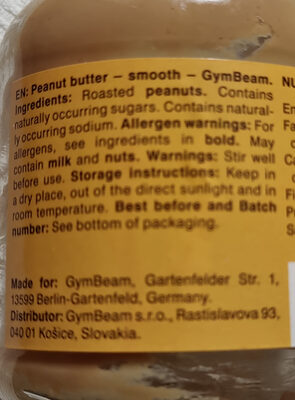 EN: Peanut butter – smooth – GymBeam.
Ingredients: Roasted peanuts. Contains
naturally occurring sugars. Contains natural-
ly occurring sodium. Allergen warnings: For
allergens, see ingredients in bold. May
contain milk and nuts. Warnings: Stir well
before use. Storage instructions: Keep in
a dry place, out of the direct sunlight and in
room temperature. Best before and Batch
number: See bottom of packaging.
Made for: GymBeam, Gartenfelder Str. 1,
13599 Berlin-Gartenfeld, Germany.
Distributor: GymBeam s.r.o., Rastislavova 93,
040 01 Košice, Slovakia.